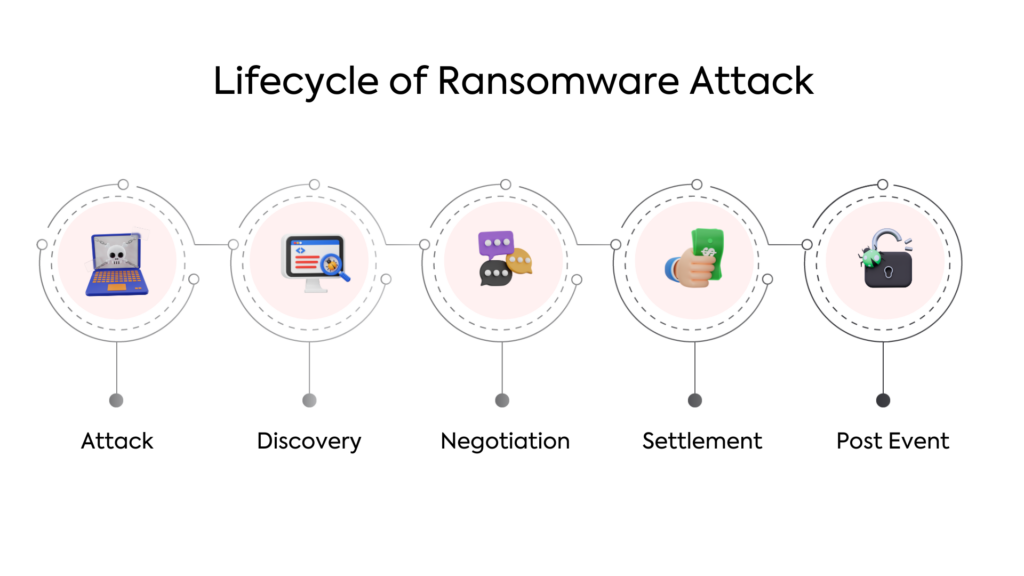 Lifecycle of Ransomware Attack
Attack
Discovery
Negotiation
Settlement
Post Event